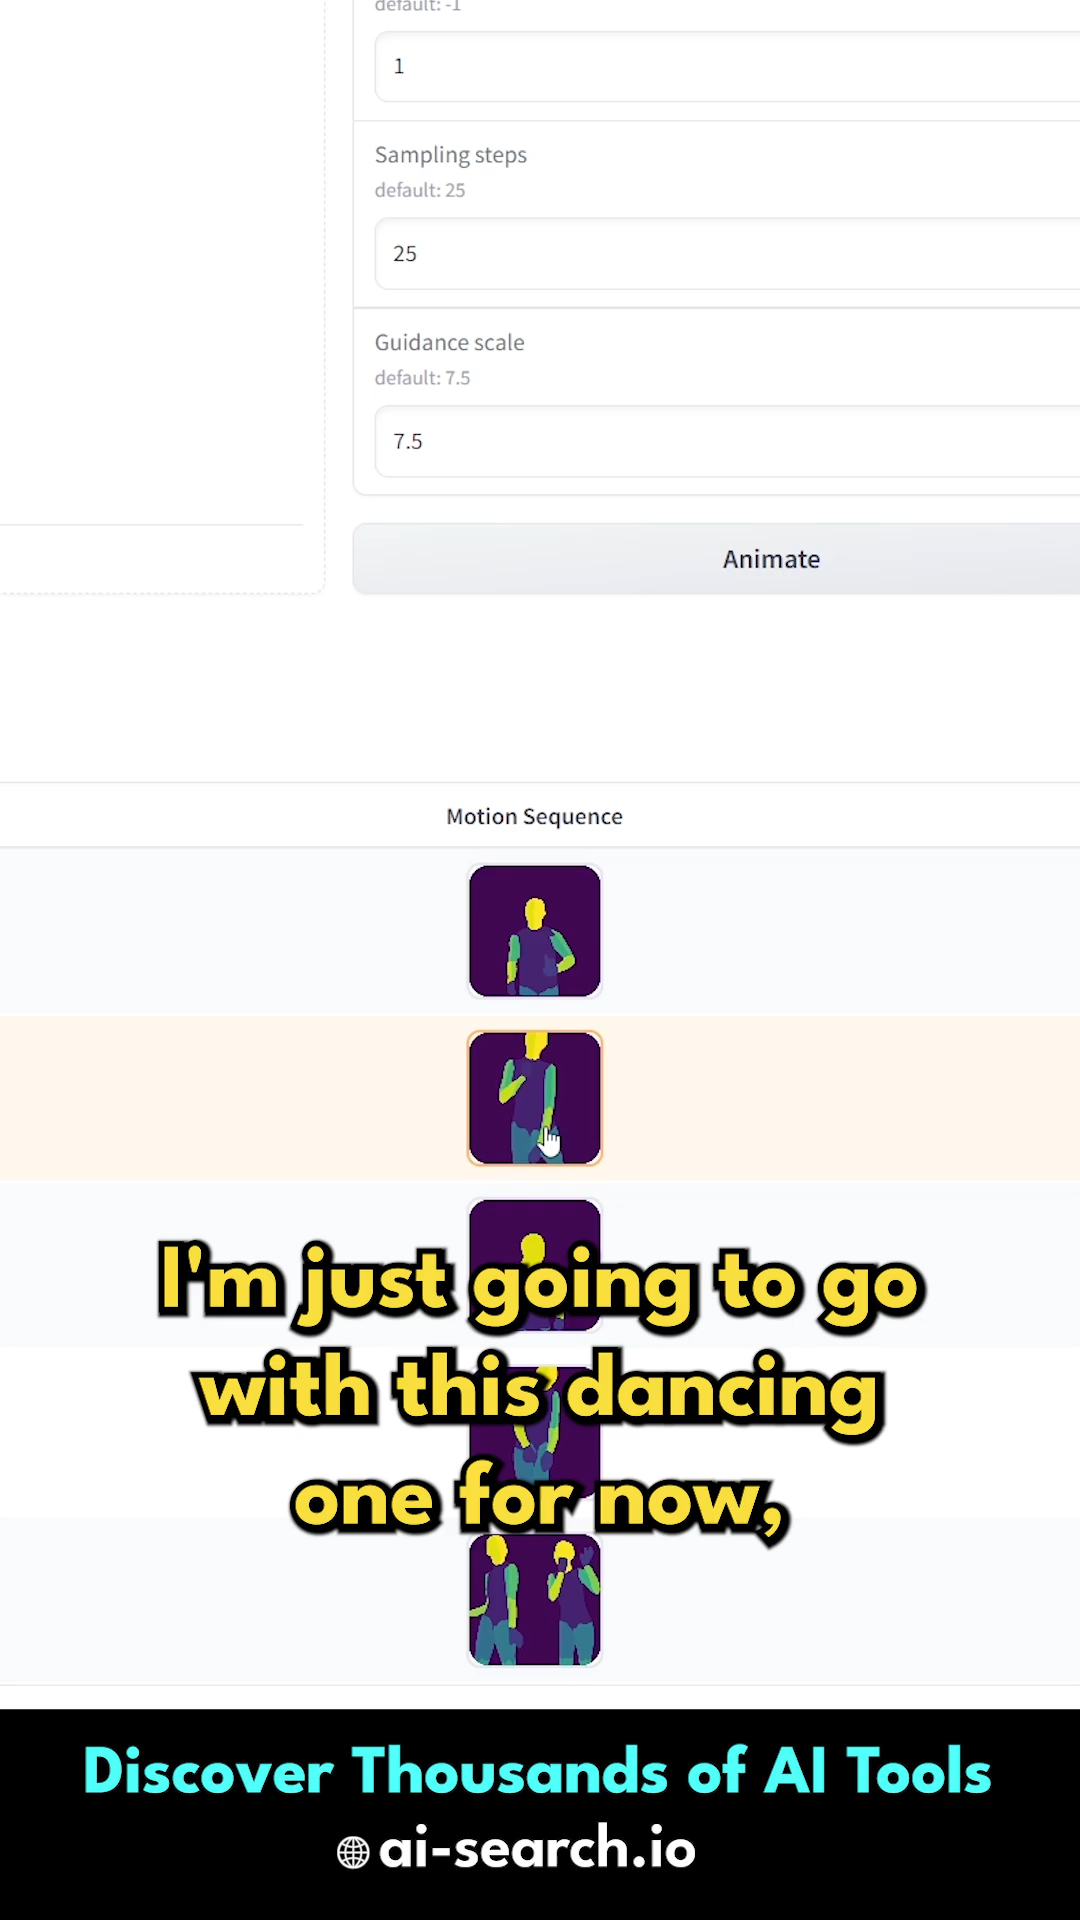 default: -1
1
Sampling steps
default: 25
25
Guidance scale
default: 7.5
7.5
Animate
Motion Sequence
I'm just going to go
with this dancing
one for now,
Discover Thousands of AI Tools
ai-search.io